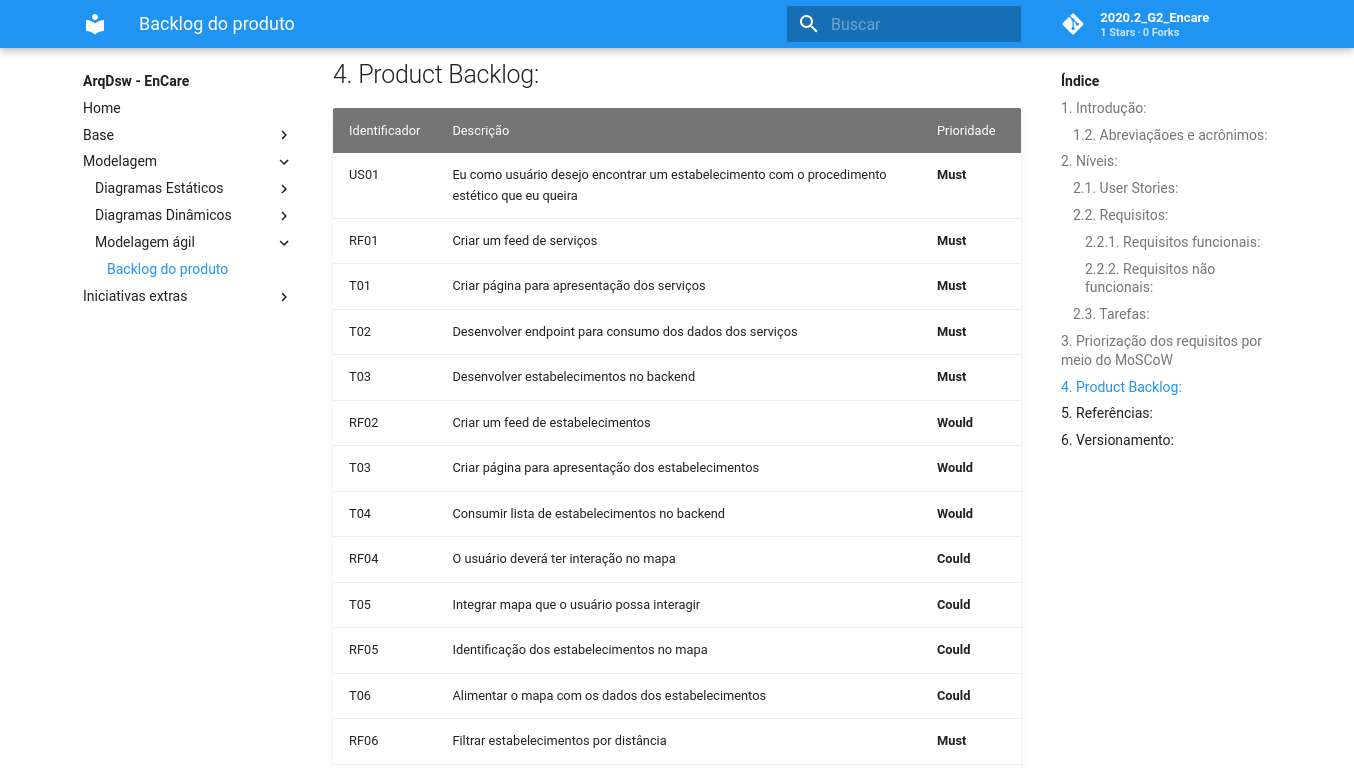 Backlog do produto
Buscar
2020.2_G2_Encare
1 Stars · 0 Forks
ArqDsw - EnCare
Home
Base
Modelagem
Diagramas Estáticos
Diagramas Dinâmicos
Modelagem ágil
Backlog do produto
Iniciativas extras
4. Product Backlog:
Identificador Descrição Prioridade
US01 Eu como usuário desejo encontrar um estabelecimento com o procedimento Must
estético que eu queira
RF01 Criar um feed de serviços Must
T01 Criar página para apresentação dos serviços Must
T02 Desenvolver endpoint para consumo dos dados dos serviços Must
T03 Desenvolver estabelecimentos no backend Must
RF02 Criar um feed de estabelecimentos Would
T03 Criar página para apresentação dos estabelecimentos Would
T04 Consumir lista de estabelecimentos no backend Would
RF04 O usuário deverá ter interação no mapa Could
T05 Integrar mapa que o usuário possa interagir Could
RF05 Identificação dos estabelecimentos no mapa Could
T06 Alimentar o mapa com os dados dos estabelecimentos Could
RF06 Filtrar estabelecimentos por distância Must
Índice
1. Introdução:
1.2. Abreviaçãoes e acrônimos:
2. Níveis:
2.1. User Stories:
2.2. Requisitos:
2.2.1. Requisitos funcionais:
2.2.2. Requisitos não
funcionais:
2.3. Tarefas:
3. Priorização dos requisitos por
meio do MoSCoW
4. Product Backlog:
5. Referências:
6. Versionamento: